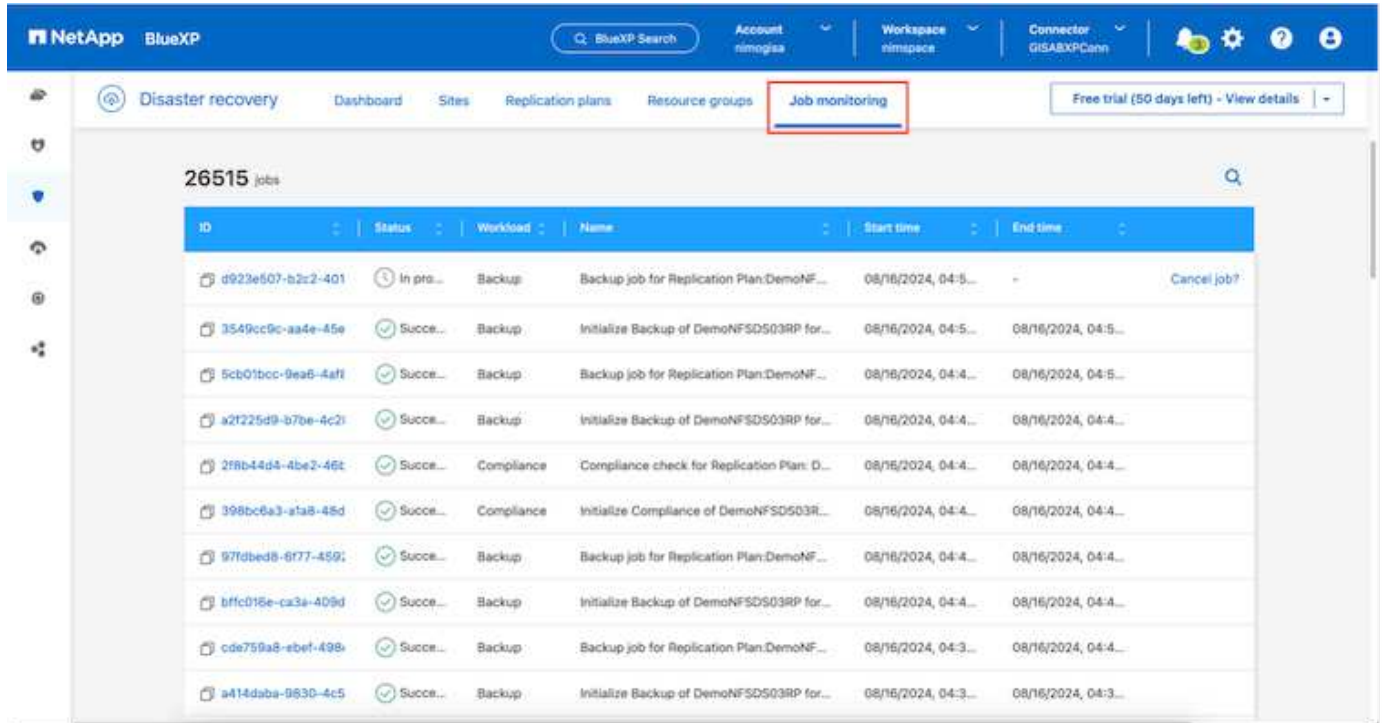 NetApp BlueXP BlueXP Search Account nimogisa Workspace nimspace Connector GISABXPConn
Disaster recovery Dashboard Sites Replication plans Resource groups Job monitoring Free trial (50 days left) - View details
26515 jobs
ID Status Workload Name Start time End time
d923e507-b2c2-401 In pro... Backup Backup job for Replication Plan:DemoNF... 08/16/2024, 04:5... - Cancel job?
3549cc9c-aa4e-45e Succe... Backup Initialize Backup of DemoNFSDS03RP for... 08/16/2024, 04:5... 08/16/2024, 04:5...
5cb01bcc-9ea6-4af Succe... Backup Backup job for Replication Plan:DemoNF... 08/16/2024, 04:4... 08/16/2024, 04:5...
a2f225d9-b7be-4c2 Succe... Backup Initialize Backup of DemoNFSDS03RP for... 08/16/2024, 04:4... 08/16/2024, 04:4...
2f8b44d4-4be2-46 Succe... Compliance Compliance check for Replication Plan: D... 08/16/2024, 04:4... 08/16/2024, 04:4...
398bc6a3-a1a8-48d Succe... Compliance Initialize Compliance of DemoNFSDS03R... 08/16/2024, 04:4... 08/16/2024, 04:4...
97fdbed8-6f77-459 Succe... Backup Backup job for Replication Plan:DemoNF... 08/16/2024, 04:4... 08/16/2024, 04:4...
bffc016e-ca3a-409d Succe... Backup Initialize Backup of DemoNFSDS03RP for... 08/16/2024, 04:4... 08/16/2024, 04:4...
cde759a8-ebef-498 Succe... Backup Backup job for Replication Plan:DemoNF... 08/16/2024, 04:3... 08/16/2024, 04:4...
a414daba-9830-4c5 Succe... Backup Initialize Backup of DemoNFSDS03RP for... 08/16/2024, 04:3... 08/16/2024, 04:3...